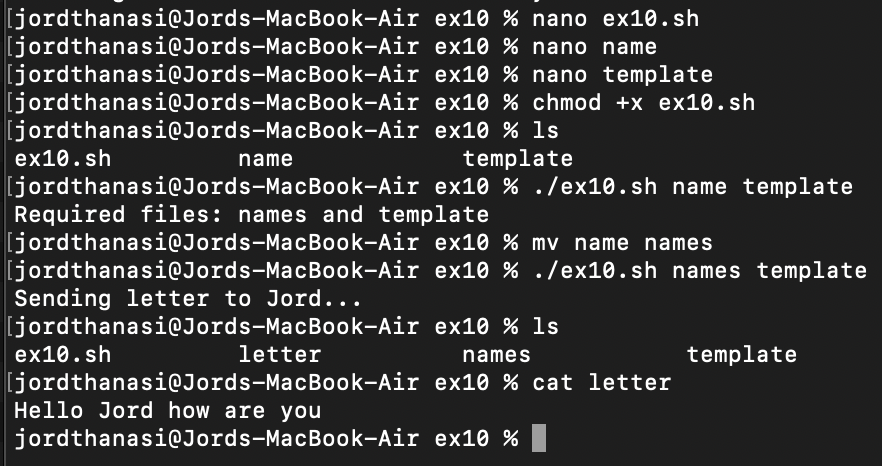 [jordthanasi@Jords-MacBook-Air ex10 % nano ex10.sh
[jordthanasi@Jords-MacBook-Air ex10 % nano name
[jordthanasi@Jords-MacBook-Air ex10 % nano template
[jordthanasi@Jords-MacBook-Air ex10 % chmod +x ex10.sh
[jordthanasi@Jords-MacBook-Air ex10 % ls
ex10.sh name template
[jordthanasi@Jords-MacBook-Air ex10 % ./ex10.sh name template
Required files: names and template
[jordthanasi@Jords-MacBook-Air ex10 % mv name names
[jordthanasi@Jords-MacBook-Air ex10 % ./ex10.sh names template
Sending letter to Jord...
[jordthanasi@Jords-MacBook-Air ex10 % ls
ex10.sh letter names template
[jordthanasi@Jords-MacBook-Air ex10 % cat letter
Hello Jord how are you
jordthanasi@Jords-MacBook-Air ex10 %